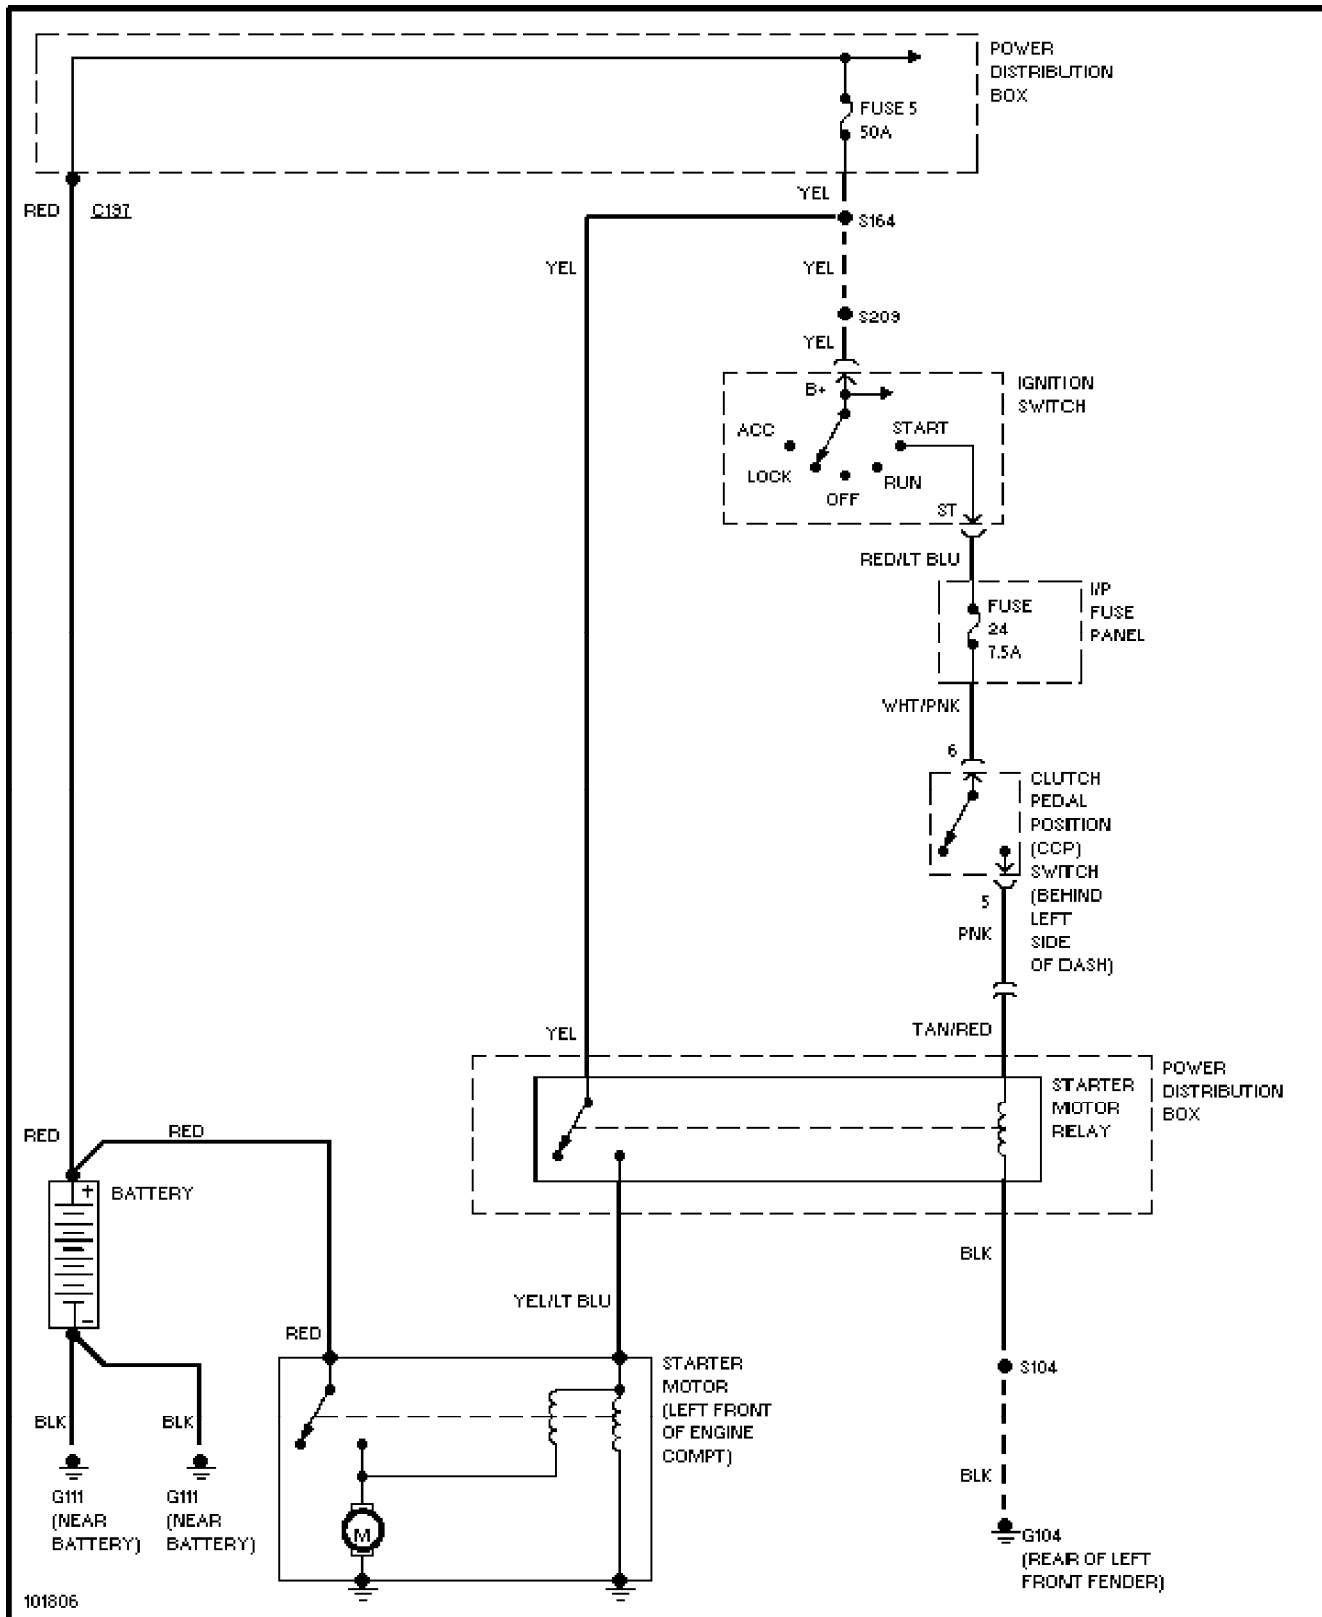 POWER
DISTRIBUTION
BOX
FUSE 5
50A
RED
C197
YEL
S164
YEL
YEL
S209
YEL
IGNITION
SWITCH
B+
ACC
START
LOCK
RUN
OFF
ST
RED/LT BLU
I/P
FUSE
PANEL
FUSE
24
7.5A
WHT/PNK
6
CLUTCH
PEDAL
POSITION
(CCP)
SWITCH
(BEHIND
LEFT
SIDE
OF DASH)
5
PNK
YEL
TAN/RED
POWER
DISTRIBUTION
BOX
STARTER
MOTOR
RELAY
RED
RED
+
BATTERY
-
BLK
YEL/LT BLU
RED
STARTER
MOTOR
(LEFT FRONT
OF ENGINE
COMPT)
S104
BLK
BLK
BLK
G111
(NEAR
BATTERY)
G111
(NEAR
BATTERY)
M
G104
(REAR OF LEFT
FRONT FENDER)
101806